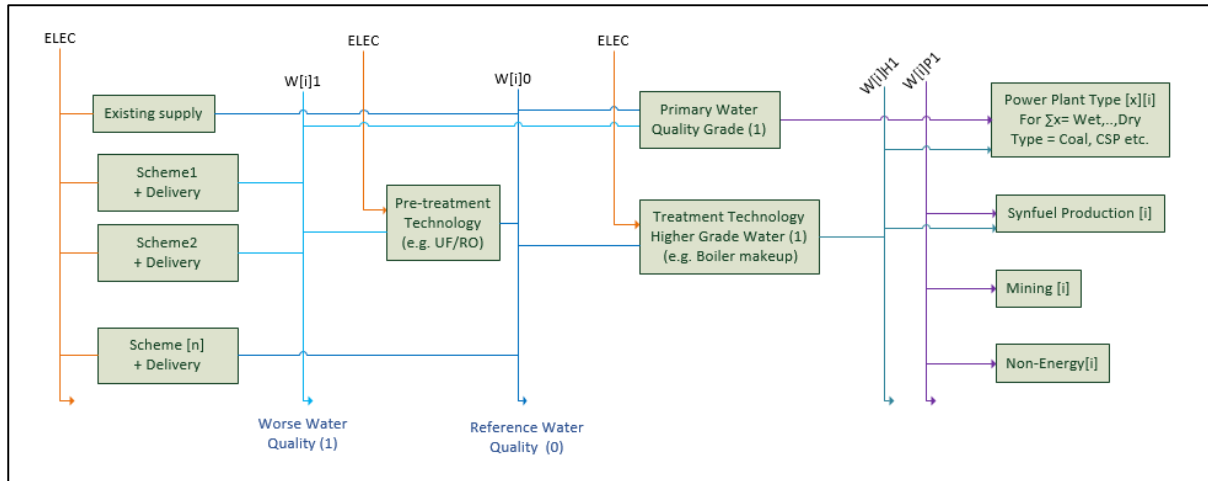 ELEC
ELEC
ELEC
W[i]1
W[i]0
W[i]H1
W[i]P1
Existing supply
Primary Water
Quality Grade (1)
Power Plant Type [x][i]
For ∑x= Wet,..,Dry
Type = Coal, CSP etc.
Scheme1
+ Delivery
Pre-treatment
Technology
(e.g. UF/RO)
Treatment Technology
Higher Grade Water (1)
(e.g. Boiler makeup)
Synfuel Production [i]
Scheme2
+ Delivery
Mining [i]
Scheme [n]
+ Delivery
Non-Energy[i]
Worse Water
Quality (1)
Reference Water
Quality (0)